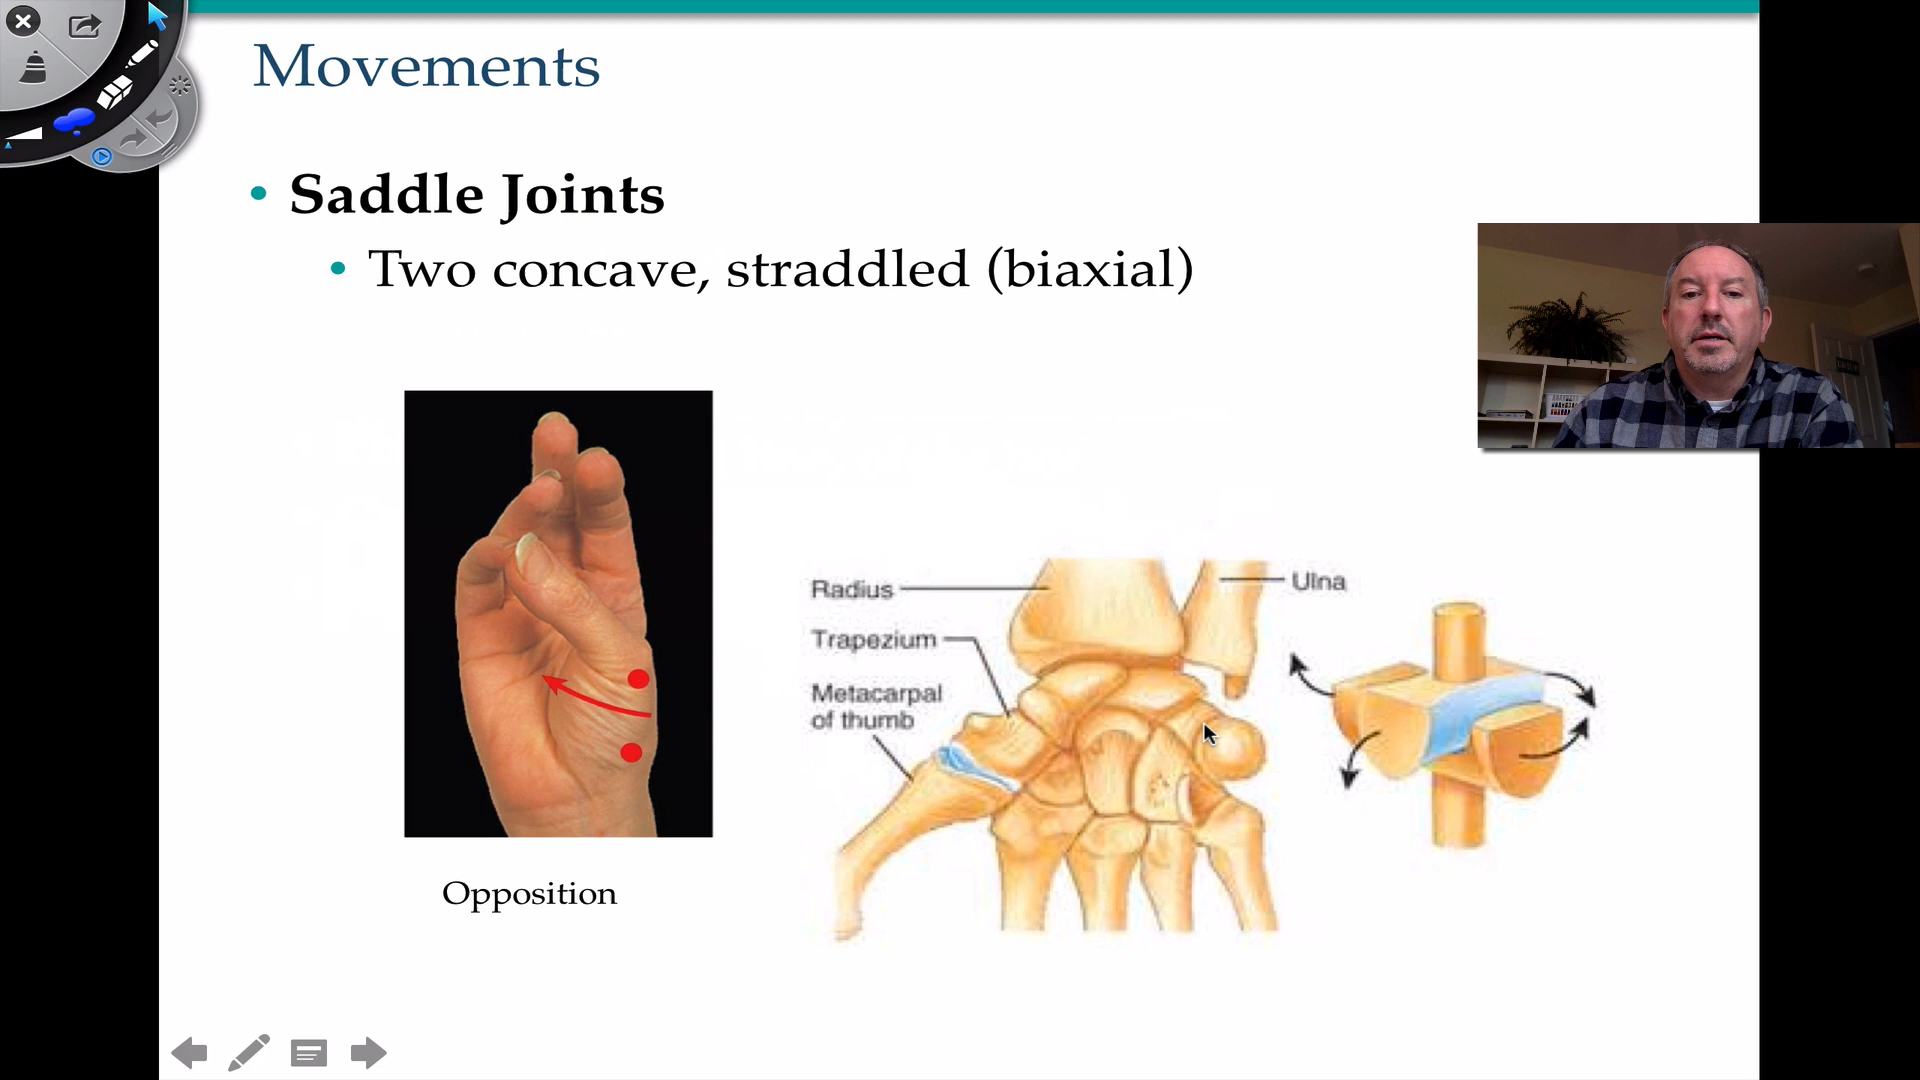 Movements
• Saddle Joints
• Two concave, straddled (biaxial)
Radius
Ulna
Trapezium
Metacarpal
of thumb
Opposition